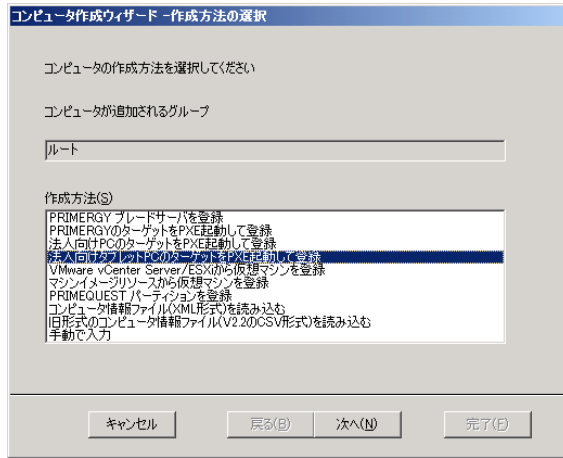 コンピュータ作成ウィザード -作成方法の選択
コンピュータの作成方法を選択してください
コンピュータが追加されるグループ
ルート
作成方法(S)
PRIMERGY ブレードサーバを登録
PRIMERGYのターゲットをPXE起動して登録
法人向けPCのターゲットをPXE起動して登録
法人向けタブレットPCのターゲットをPXE起動して登録
VMware vCenter Server/ESXiから仮想マシンを登録
マシンイメージリソースから仮想マシンを登録
PRIMEQUEST パーティションを登録
コンピュータ情報ファイル(XML形式)を読み込む
旧形式のコンピュータ情報ファイル(V2.2のCSV形式)を読み込む
手動で入力
キャンセル 戻る(B) 次へ(N) 完了(F)